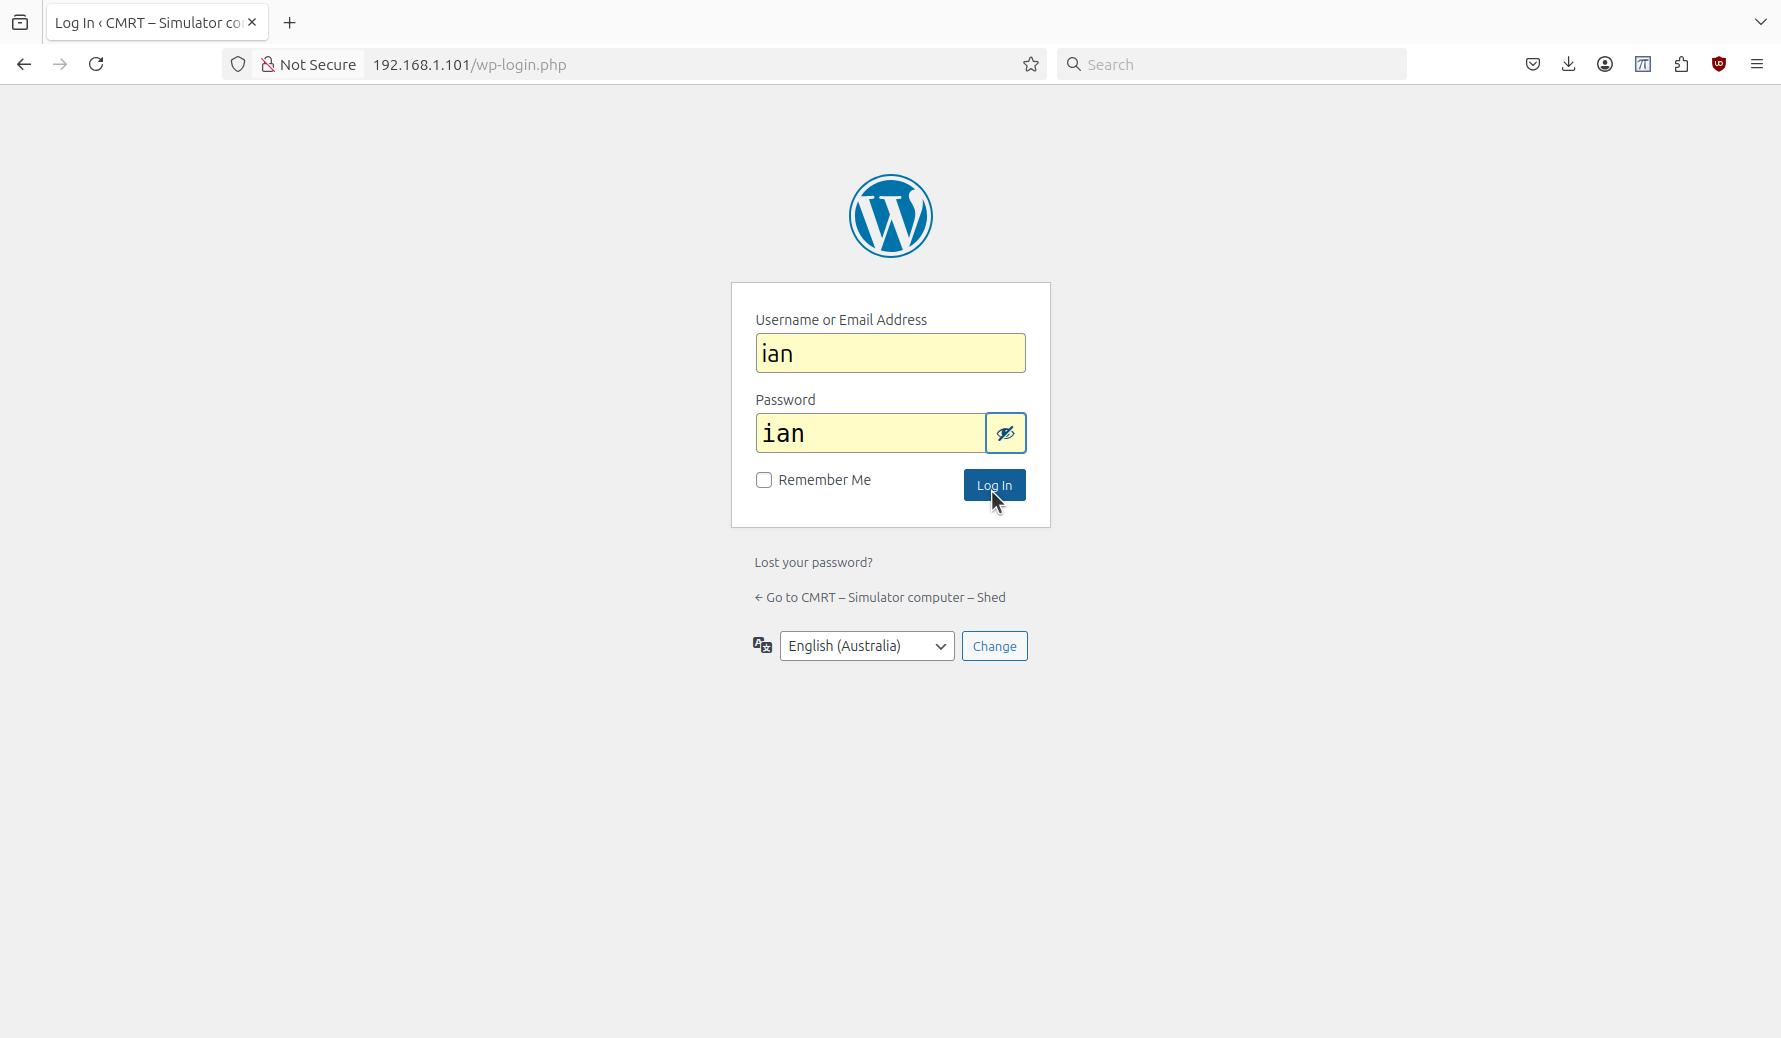 Log In ‹ CMRT – Simulator co
Not Secure 192.168.1.101/wp-login.php
Search
Username or Email Address
ian
Password
ian
Remember Me
Log In
Lost your password?
← Go to CMRT – Simulator computer – Shed
English (Australia)
Change